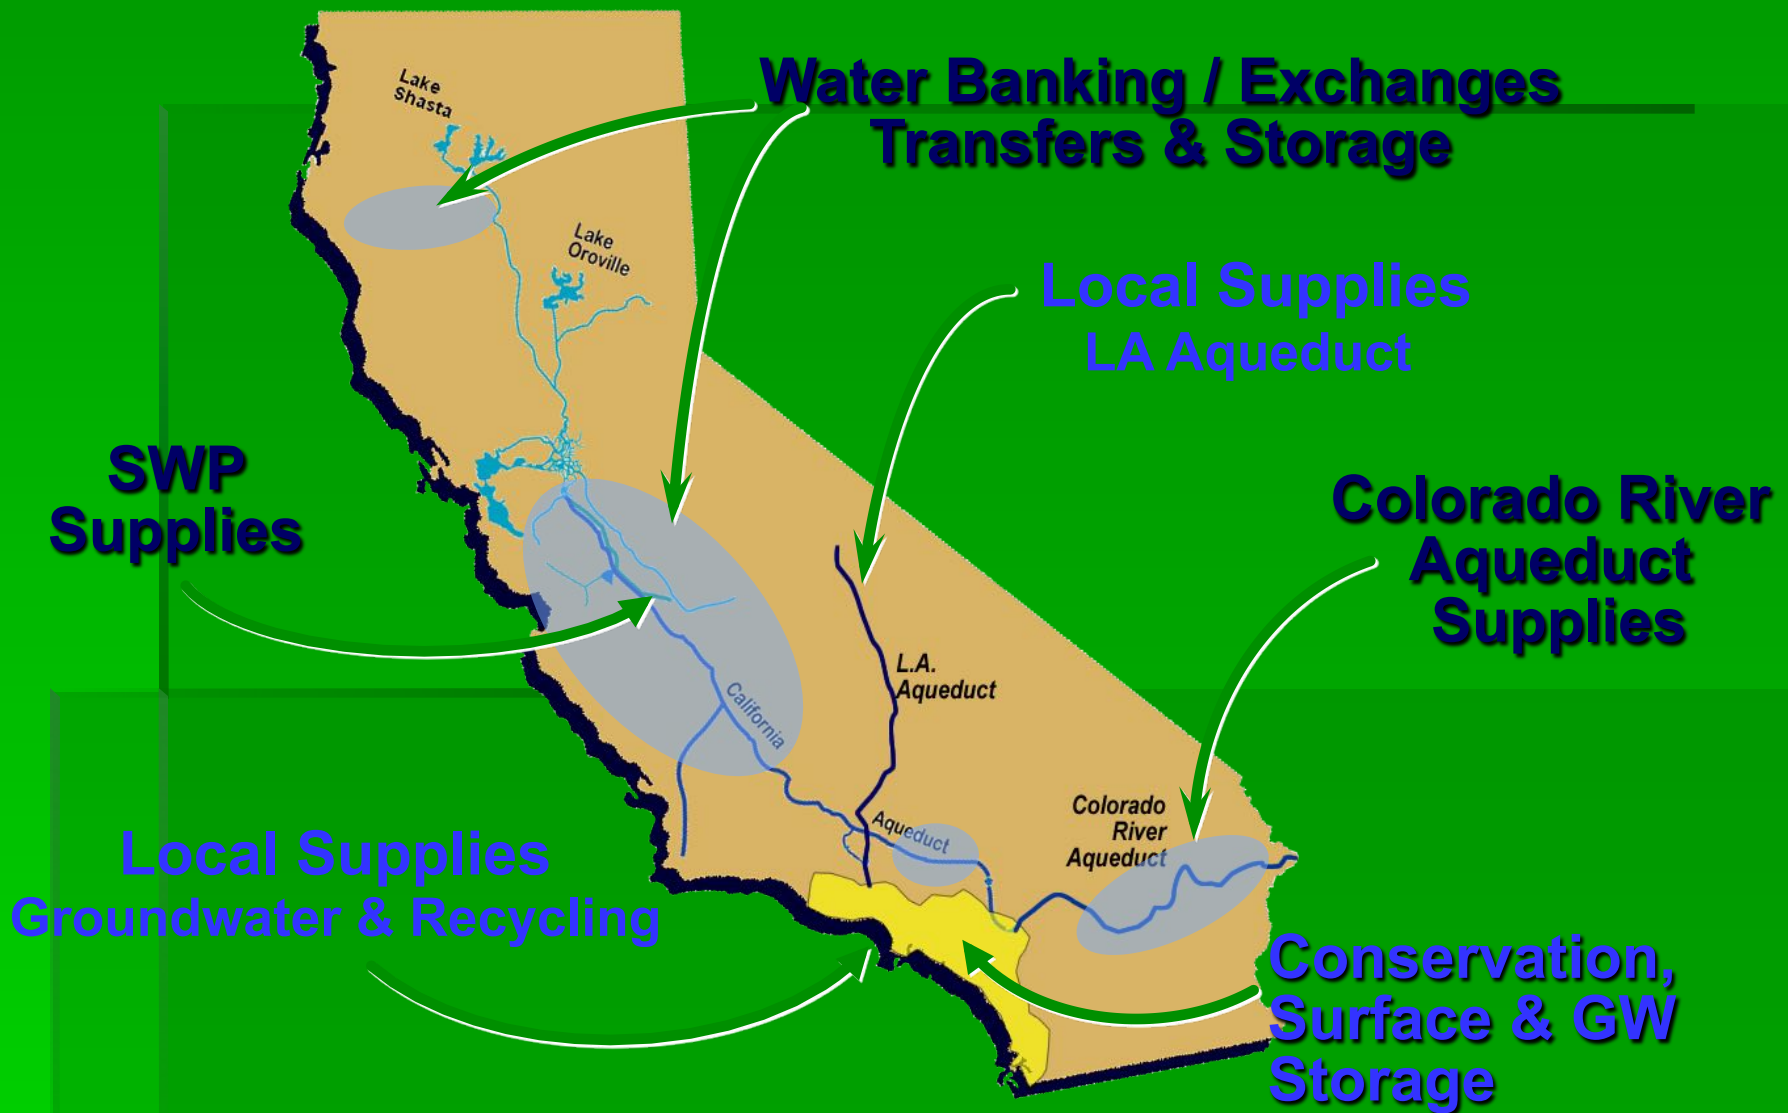 Water Banking / Exchanges
Transfers & Storage
Lake
Shasta
Lake
Oroville
Local Supplies
LA Aqueduct
SWP
Supplies
Colorado River
Aqueduct
Supplies
L.A.
Aqueduct
California
Aqueduct
Colorado
River
Aqueduct
Local Supplies
Groundwater & Recycling
Conservation,
Surface & GW
Storage